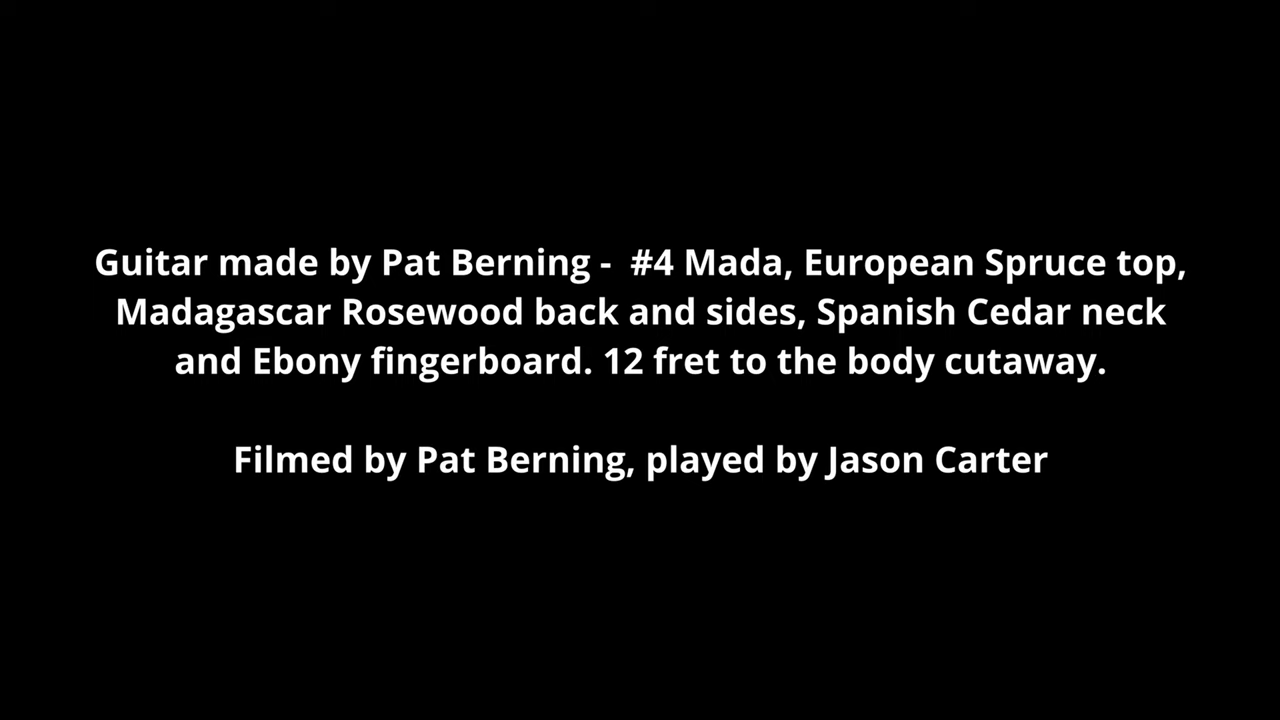 Guitar made by Pat Berning -  #4 Mada, European Spruce top,
Madagascar Rosewood back and sides, Spanish Cedar neck
and Ebony fingerboard. 12 fret to the body cutaway.
Filmed by Pat Berning, played by Jason Carter